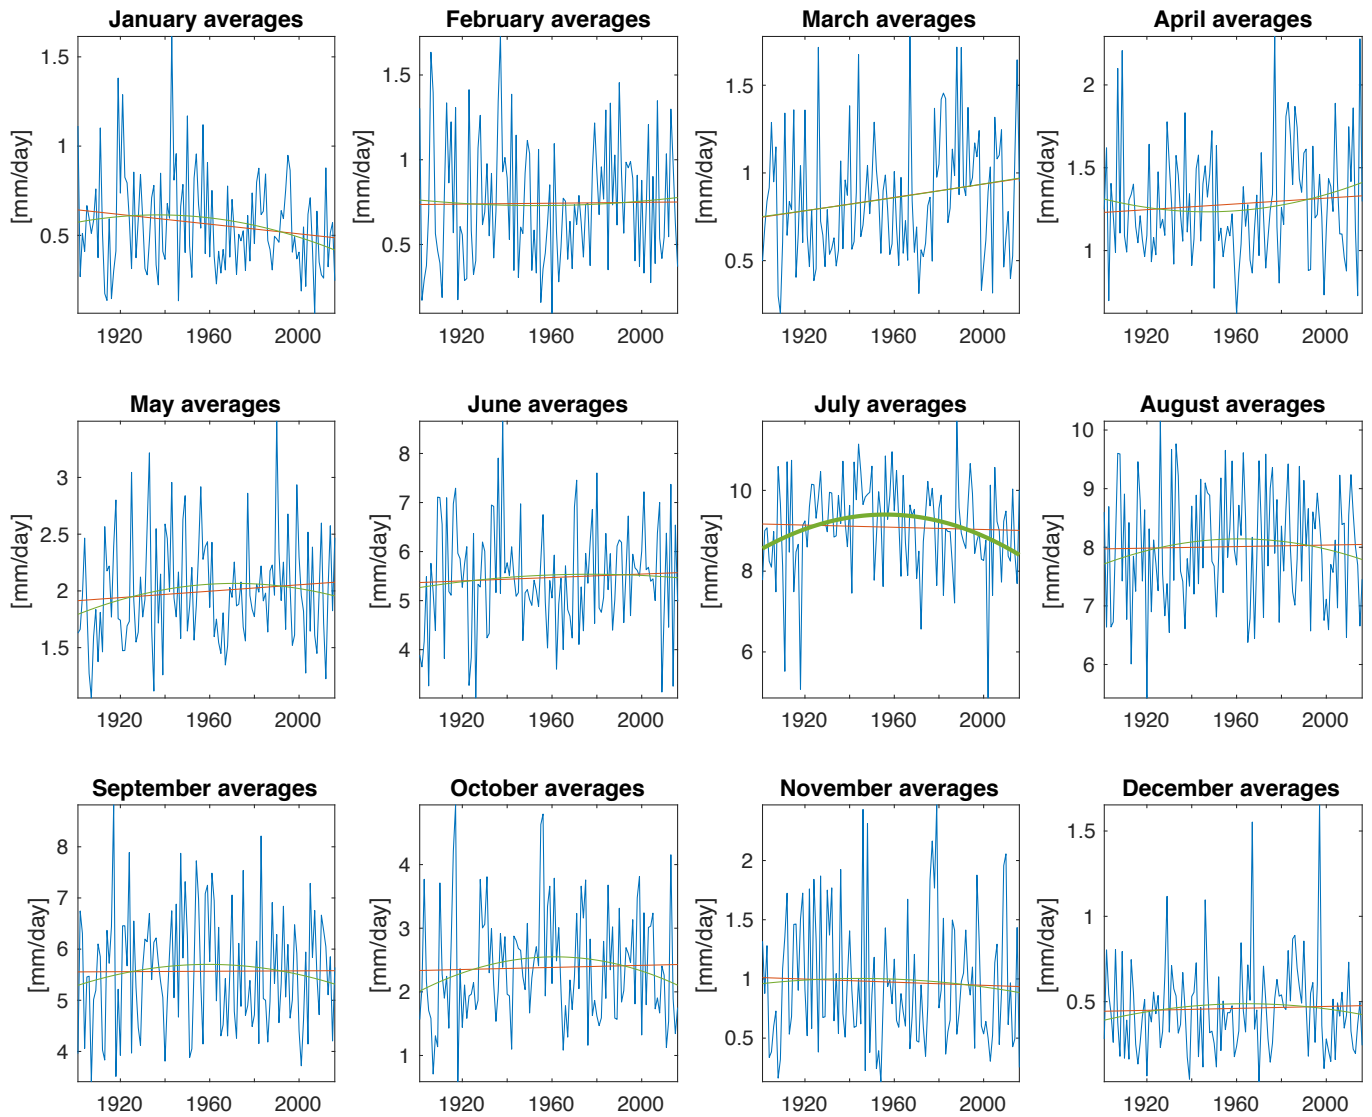 January averages
[mm/day]
1.5
1
0.5
1920 1960 2000
February averages
[mm/day]
1.5
1
0.5
1920 1960 2000
March averages
[mm/day]
1.5
1
0.5
1920 1960 2000
April averages
[mm/day]
2
1.5
1
1920 1960 2000
May averages
[mm/day]
3
2.5
2
1.5
1920 1960 2000
June averages
[mm/day]
8
7
6
5
4
1920 1960 2000
July averages
[mm/day]
10
8
6
1920 1960 2000
August averages
[mm/day]
10
9
8
7
6
1920 1960 2000
September averages
[mm/day]
8
7
6
5
4
1920 1960 2000
October averages
[mm/day]
4
3
2
1
1920 1960 2000
November averages
[mm/day]
2
1.5
1
0.5
1920 1960 2000
December averages
[mm/day]
1.5
1
0.5
1920 1960 2000